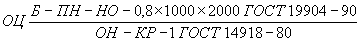 ОЦ Б – ПН – НО – 0,8×1000×2000 ГОСТ 19904 – 90
ОН – КР – 1 ГОСТ 14918 – 80